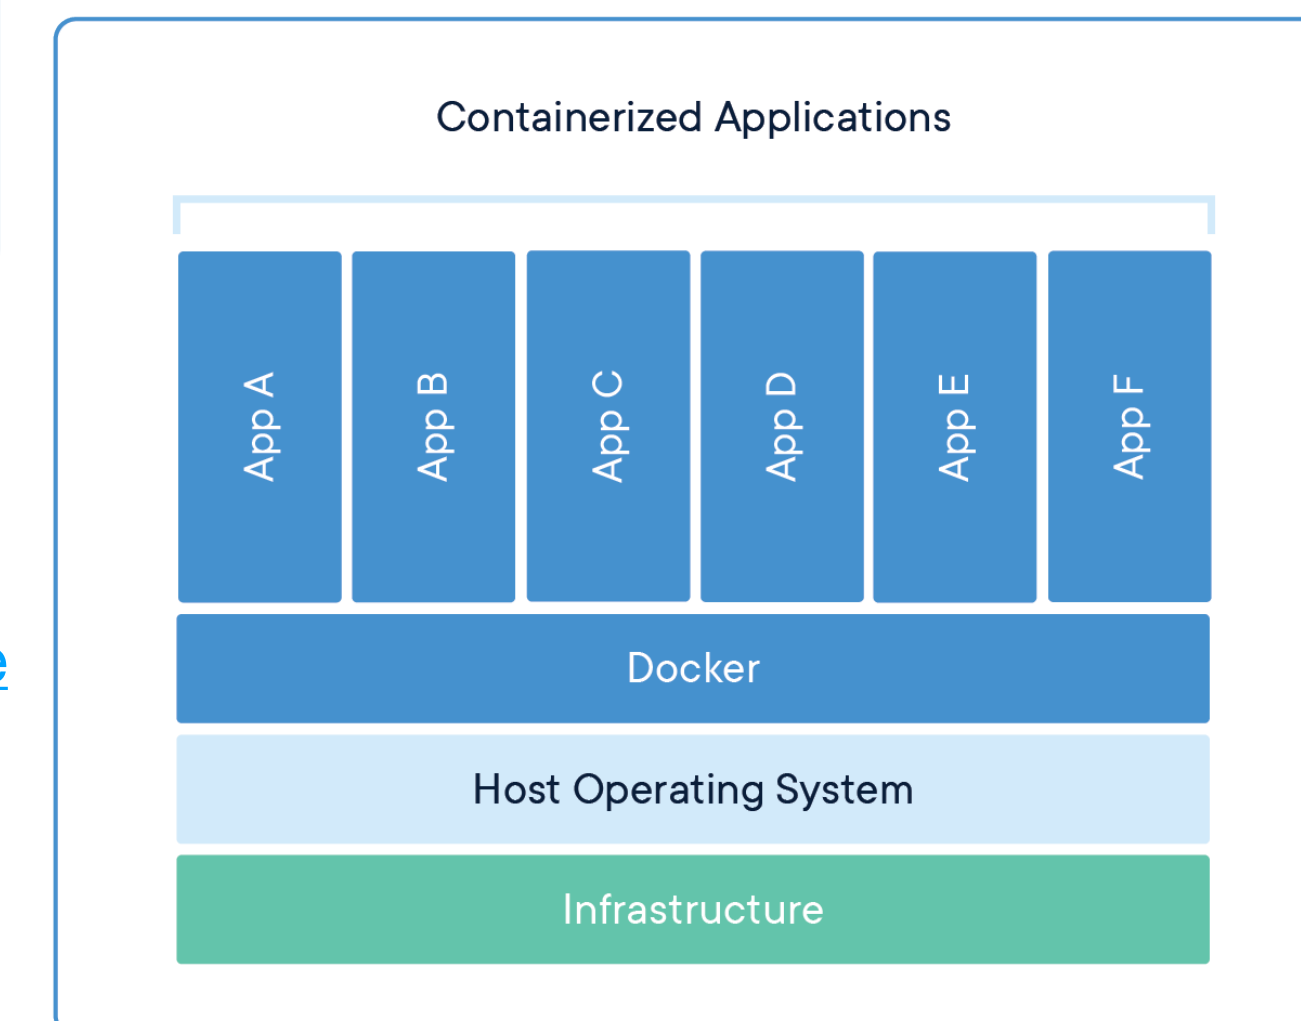 Containerized Applications
App A
App B
App C
App D
App E
App F
Docker
Host Operating System
Infrastructure
e